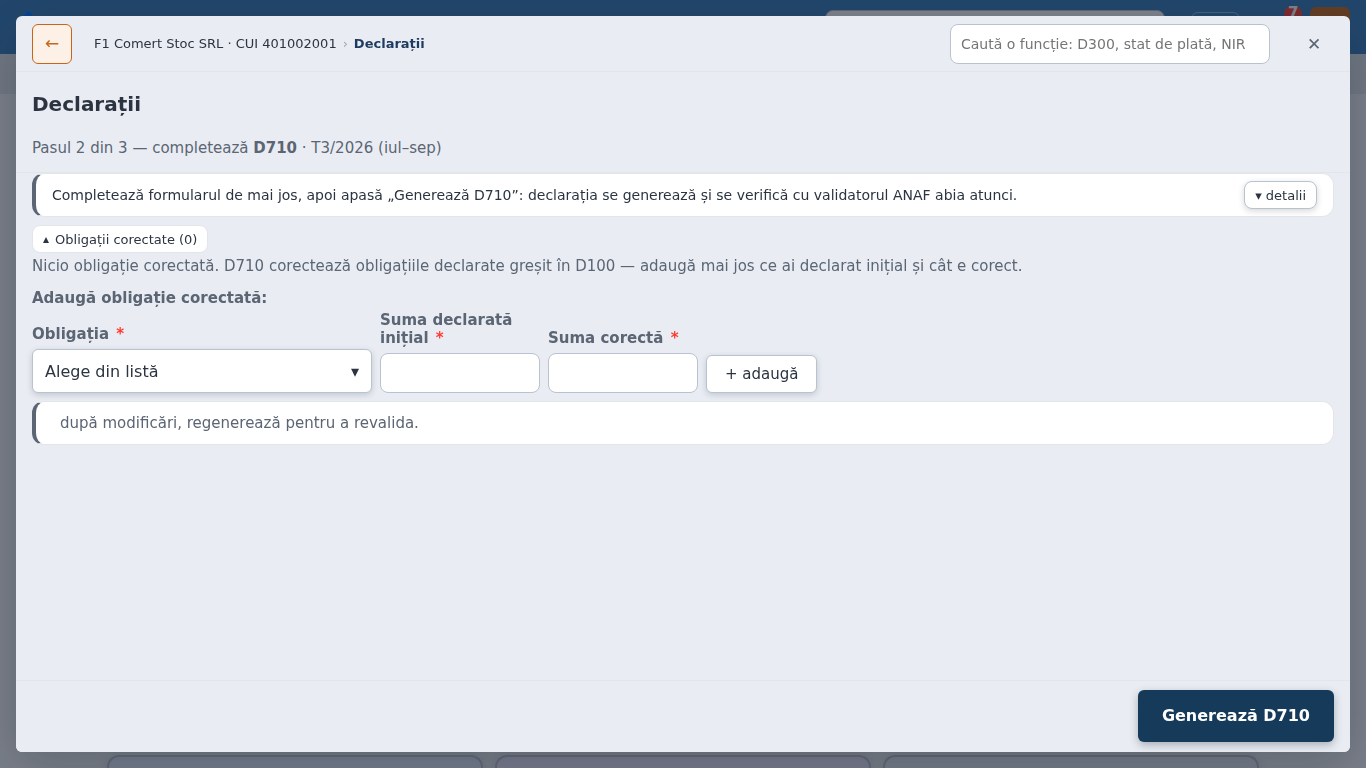 7
← F1 Comert Stoc SRL · CUI 401002001 › Declarații
Caută o funcție: D300, stat de plată, NIR
✕
Declarații
Pasul 2 din 3 — completează D710 · T3/2026 (iul–sep)
Completează formularul de mai jos, apoi apasă „Generează D710”: declarația se generează și se verifică cu validatorul ANAF abia atunci.
▾ detalii
▴ Obligații corectate (0)
Nicio obligație corectată. D710 corectează obligațiile declarate greșit în D100 — adaugă mai jos ce ai declarat inițial și cât e corect.
Adaugă obligație corectată:
Obligația *
Suma declarată
inițial *
Suma corectă *
Alege din listă ▾
+ adaugă
după modificări, regenerează pentru a revalida.
Generează D710